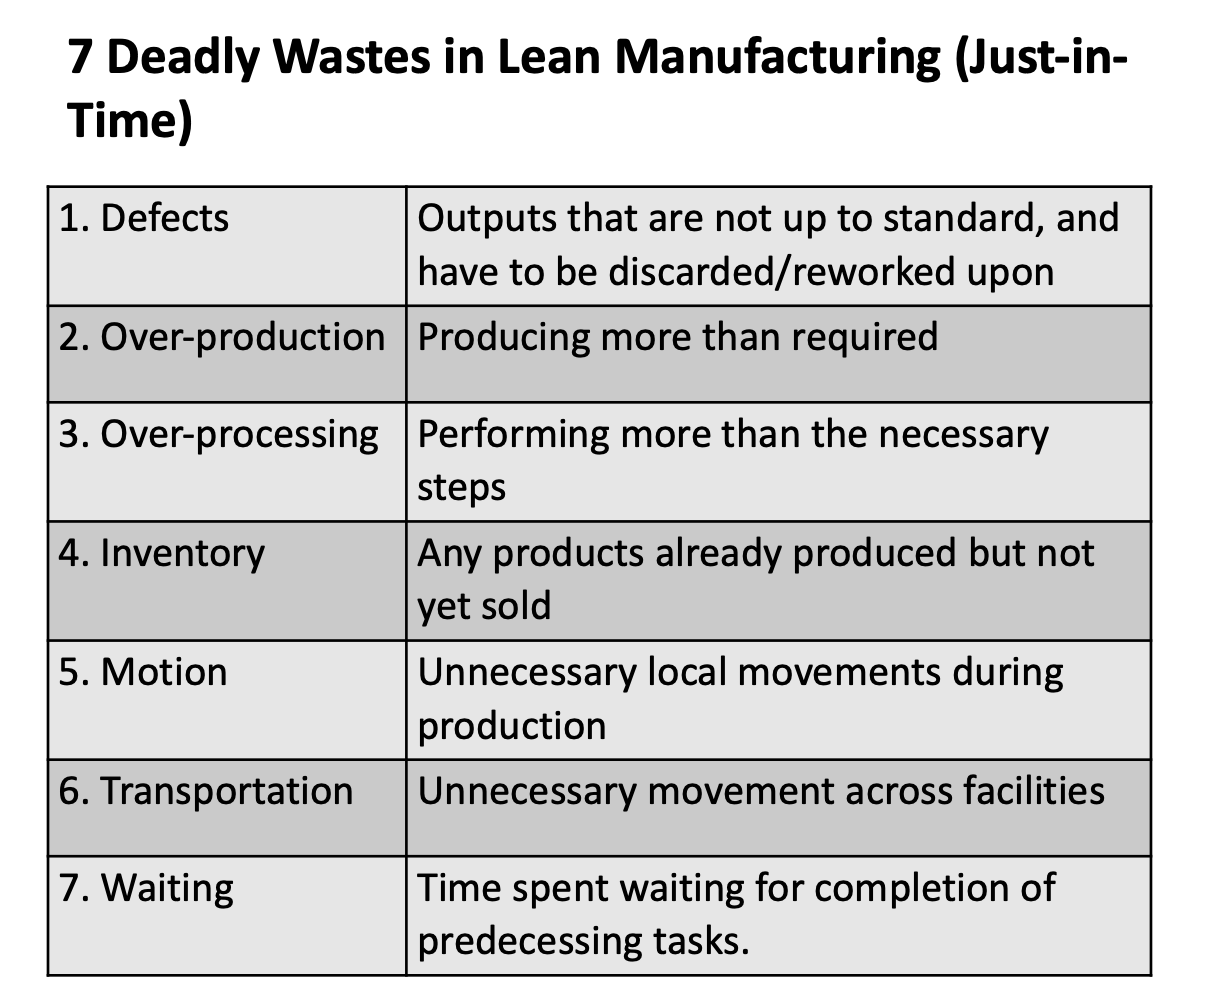 7 Deadly Wastes in Lean Manufacturing (Just-in-
Time)
1. Defects
Outputs that are not up to standard, and
have to be discarded/reworked upon
2. Over-production
Producing more than required
3. Over-processing
Performing more than the necessary
steps
4. Inventory
Any products already produced but not
yet sold
5. Motion
Unnecessary local movements during
production
6. Transportation
Unnecessary movement across facilities
7. Waiting
Time spent waiting for completion of
predecessing tasks.